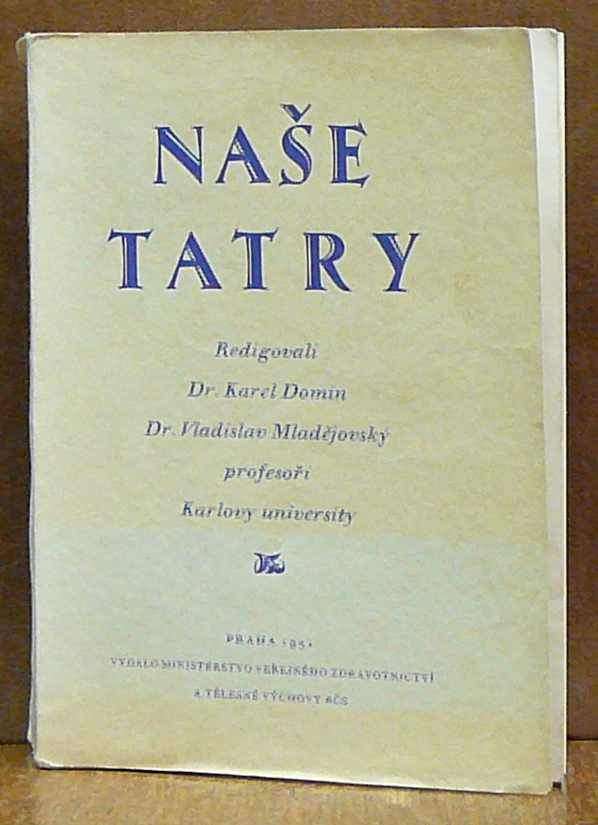 NAŠE
TATRY
Redigovali
Dr. Karel Domin
Dr. Vladislav Mladějovský
profesoři
Karlovy university
PRAHA
VYDALO MINISTERSTVO VEŘEJNÉHO ZDRAVOTNICTVÍ
A TĚLESNÉ VÝCHOVY RČS